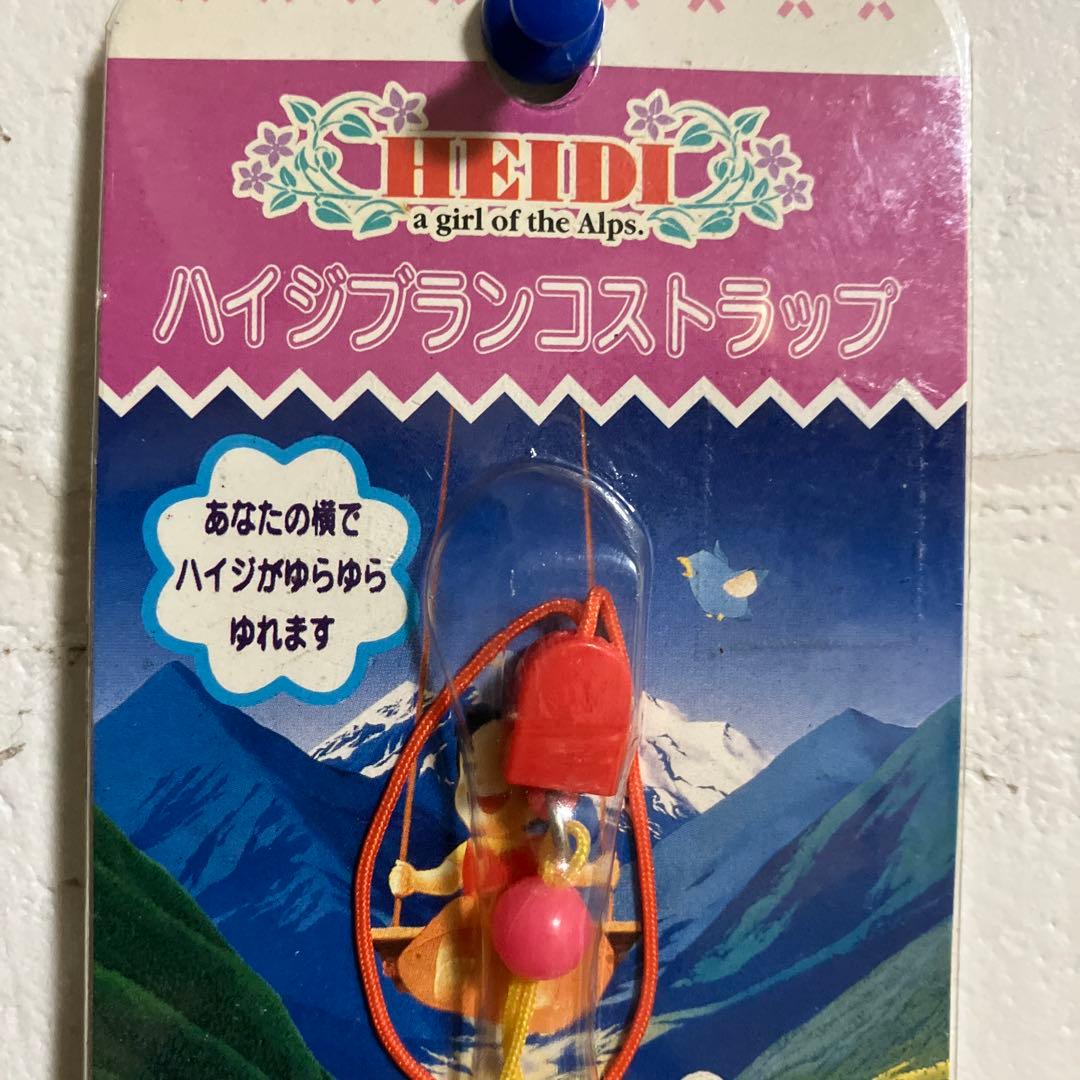 HEIDI
a girl of the Alps.
ハイジブランコストラップ
あなたの横で
ハイジがゆらゆら
ゆれます